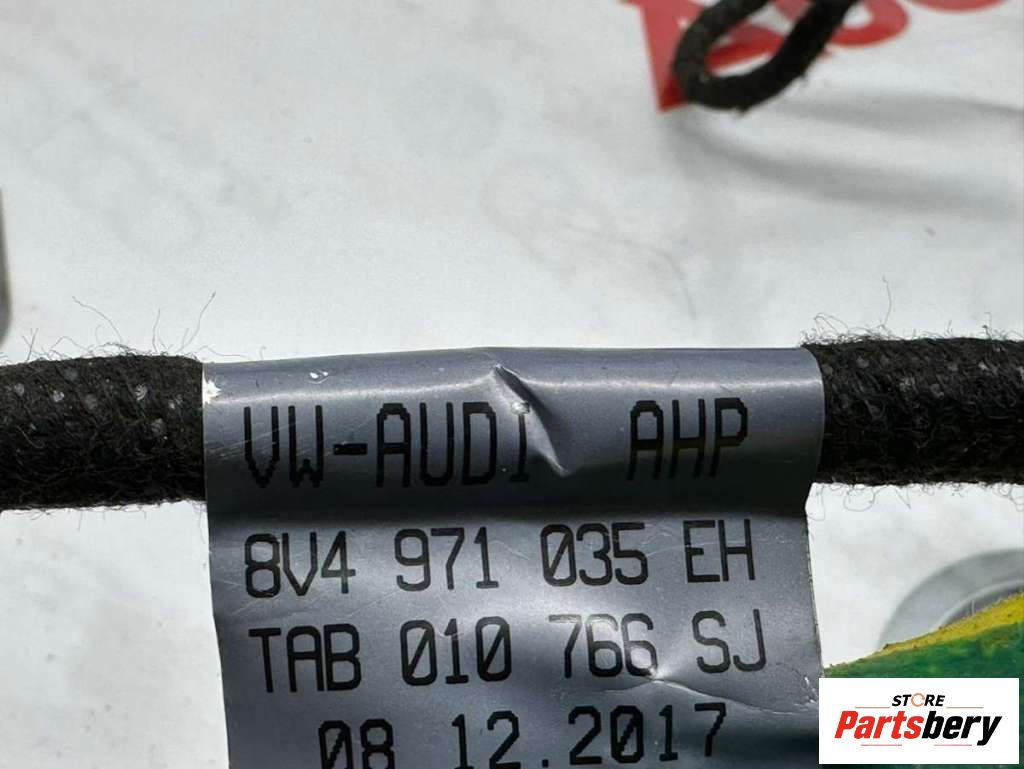 VW-AUDI AHP
8V4 971 035 EH
TAB 010 766 SJ
08.12.2017
STORE
Partsbery